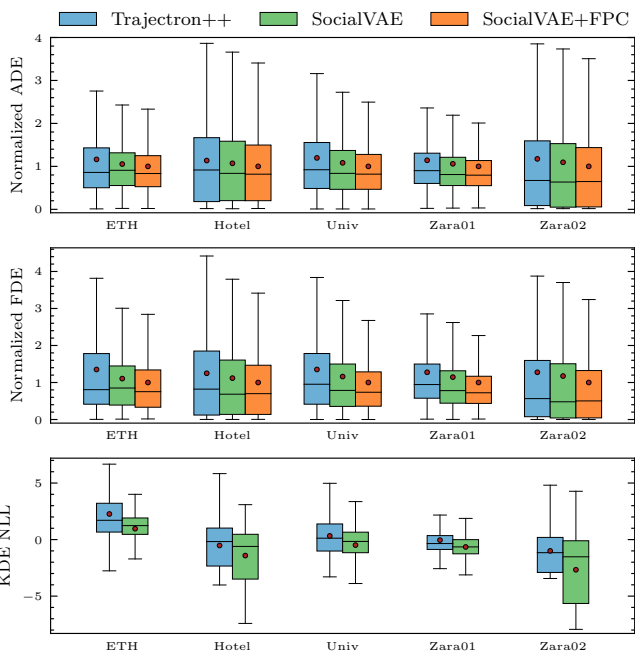 Trajectron++ SocialVAE SocialVAE+FPC
Normalized ADE
4
3
2
1
0
ETH Hotel Univ Zara01 Zara02
Normalized FDE
4
3
2
1
0
ETH Hotel Univ Zara01 Zara02
KDE NLL
5
0
−5
ETH Hotel Univ Zara01 Zara02